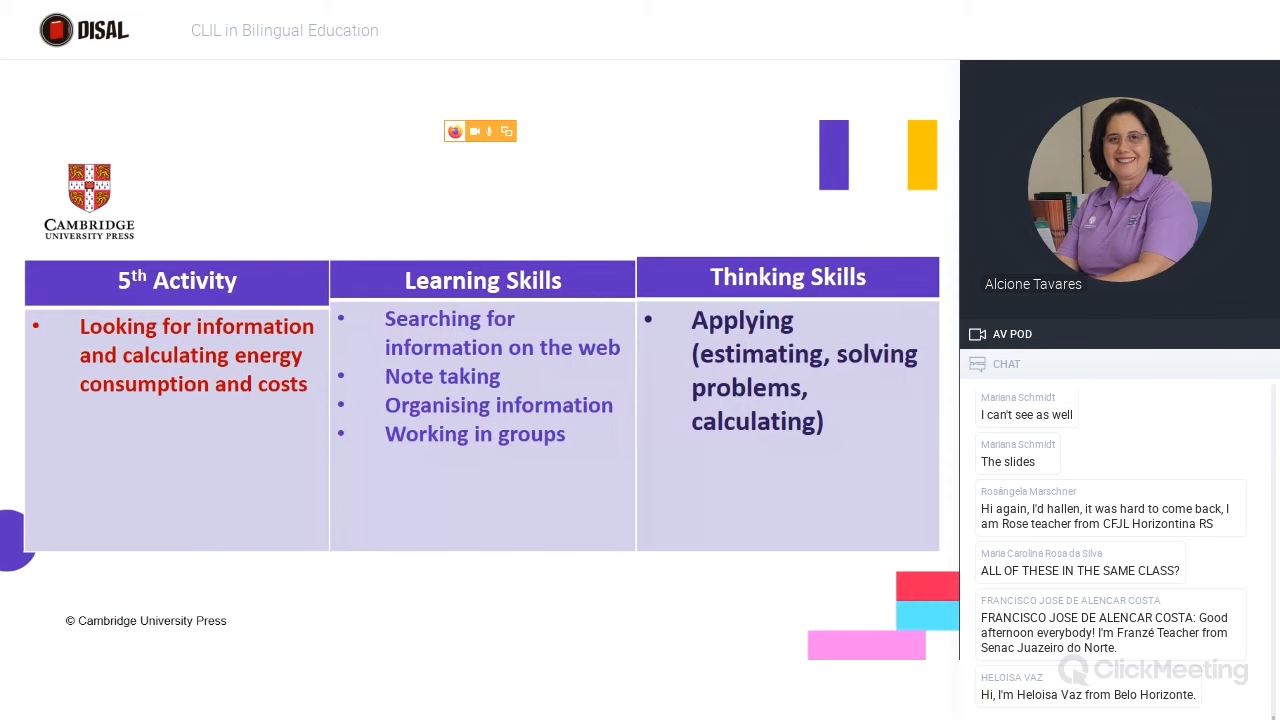 DISAL
CLIL in Bilingual Education
CAMBRIDGE
UNIVERSITY PRESS
5th Activity
Learning Skills
Thinking Skills
• Looking for information
and calculating energy
consumption and costs
• Searching for
information on the web
• Note taking
• Organising information
• Working in groups
• Applying
(estimating, solving
problems,
calculating)
© Cambridge University Press
Alcione Tavares
AV POD
CHAT
Mariana Schmidt
I can't see as well
Mariana Schmidt
The slides
Rosângela Marschner
Hi again, I'd hallen, it was hard to come back, I
am Rose teacher from CFJL Horizontina RS
Maria Carolina Rosa da Silva
ALL OF THESE IN THE SAME CLASS?
FRANCISCO JOSE DE ALENCAR COSTA
FRANCISCO JOSE DE ALENCAR COSTA: Good
afternoon everybody! I'm Franzé Teacher from
Senac Juazeiro do Norte.
HELOISA VAZ
Hi, I'm Heloisa Vaz from Belo Horizonte.
ClickMeeting